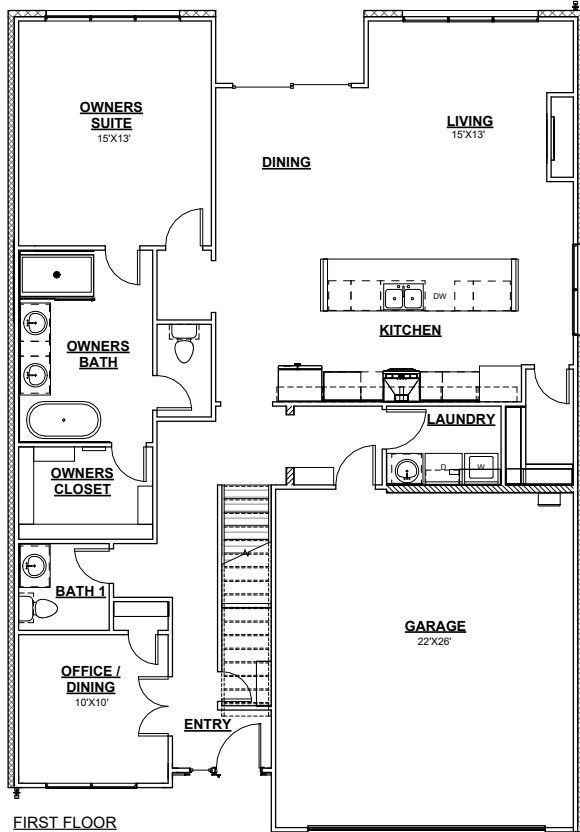 OWNERS
SUITE
15'X13'
LIVING
15'X13'
DINING
DW
KITCHEN
OWNERS
BATH
LAUNDRY
D
W
OWNERS
CLOSET
BATH 1
GARAGE
22'X26'
OFFICE /
DINING
10'X10'
ENTRY
FIRST FLOOR